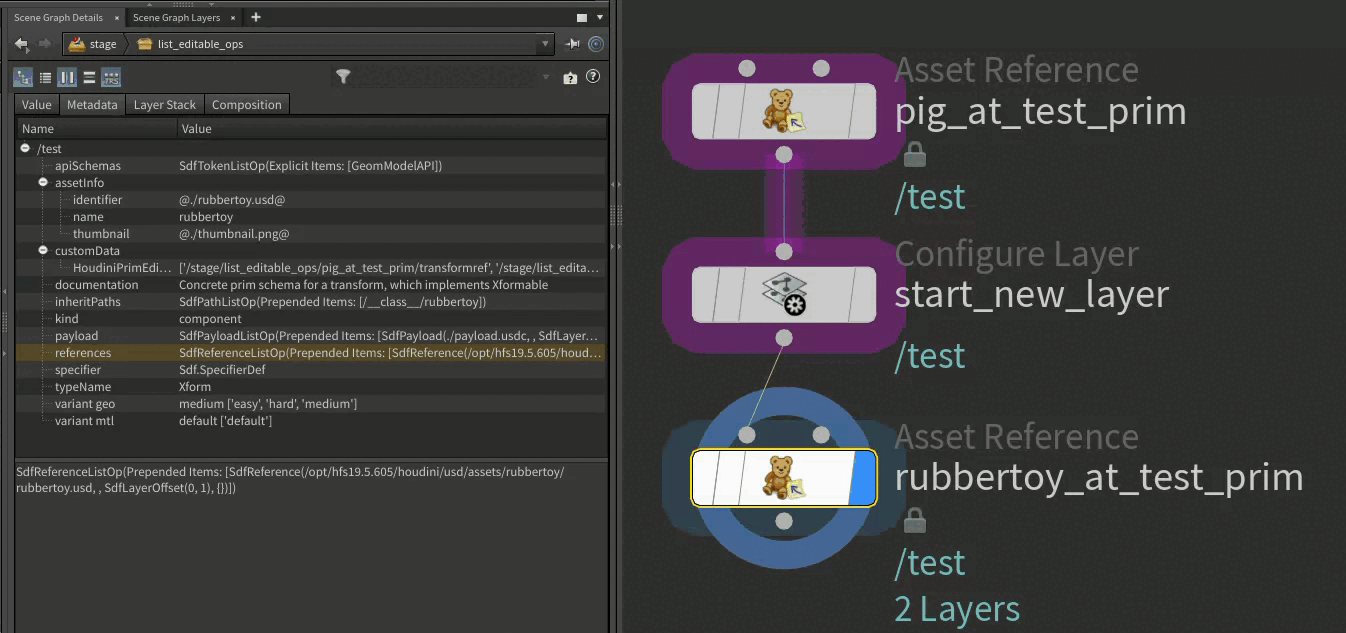 Scene Graph Details × Scene Graph Layers × +
stage list_editable_ops
Value Metadata Layer Stack Composition
Name Value
/test
apiSchemas SdfTokenListOp(Explicit Items: [GeomModelAPI])
assetInfo
identifier @./rubbertoy.usd@
name rubbertoy
thumbnail @./thumbnail.png@
customData
HoudiniPrimEdi... ['/stage/list_editable_ops/pig_at_test_prim/transformref', '/stage/list_edita...
documentation Concrete prim schema for a transform, which implements Xformable
inheritPaths SdfPathListOp(Prepended Items: [/__class__/rubbertoy])
kind component
payload SdfPayloadListOp(Prepended Items: [SdfPayload(./payload.usdc, , SdfLayer...
references SdfReferenceListOp(Prepended Items: [SdfReference(/opt/hfs19.5.605/houd...
specifier Sdf.SpecifierDef
typeName Xform
variant geo medium ['easy', 'hard', 'medium']
variant mtl default ['default']
SdfReferenceListOp(Prepended Items: [SdfReference(/opt/hfs19.5.605/houdini/usd/assets/rubbertoy/
rubbertoy.usd, , SdfLayerOffset(0, 1), {})])
Asset Reference
pig_at_test_prim
/test
Configure Layer
start_new_layer
/test
Asset Reference
rubbertoy_at_test_prim
/test
2 Layers